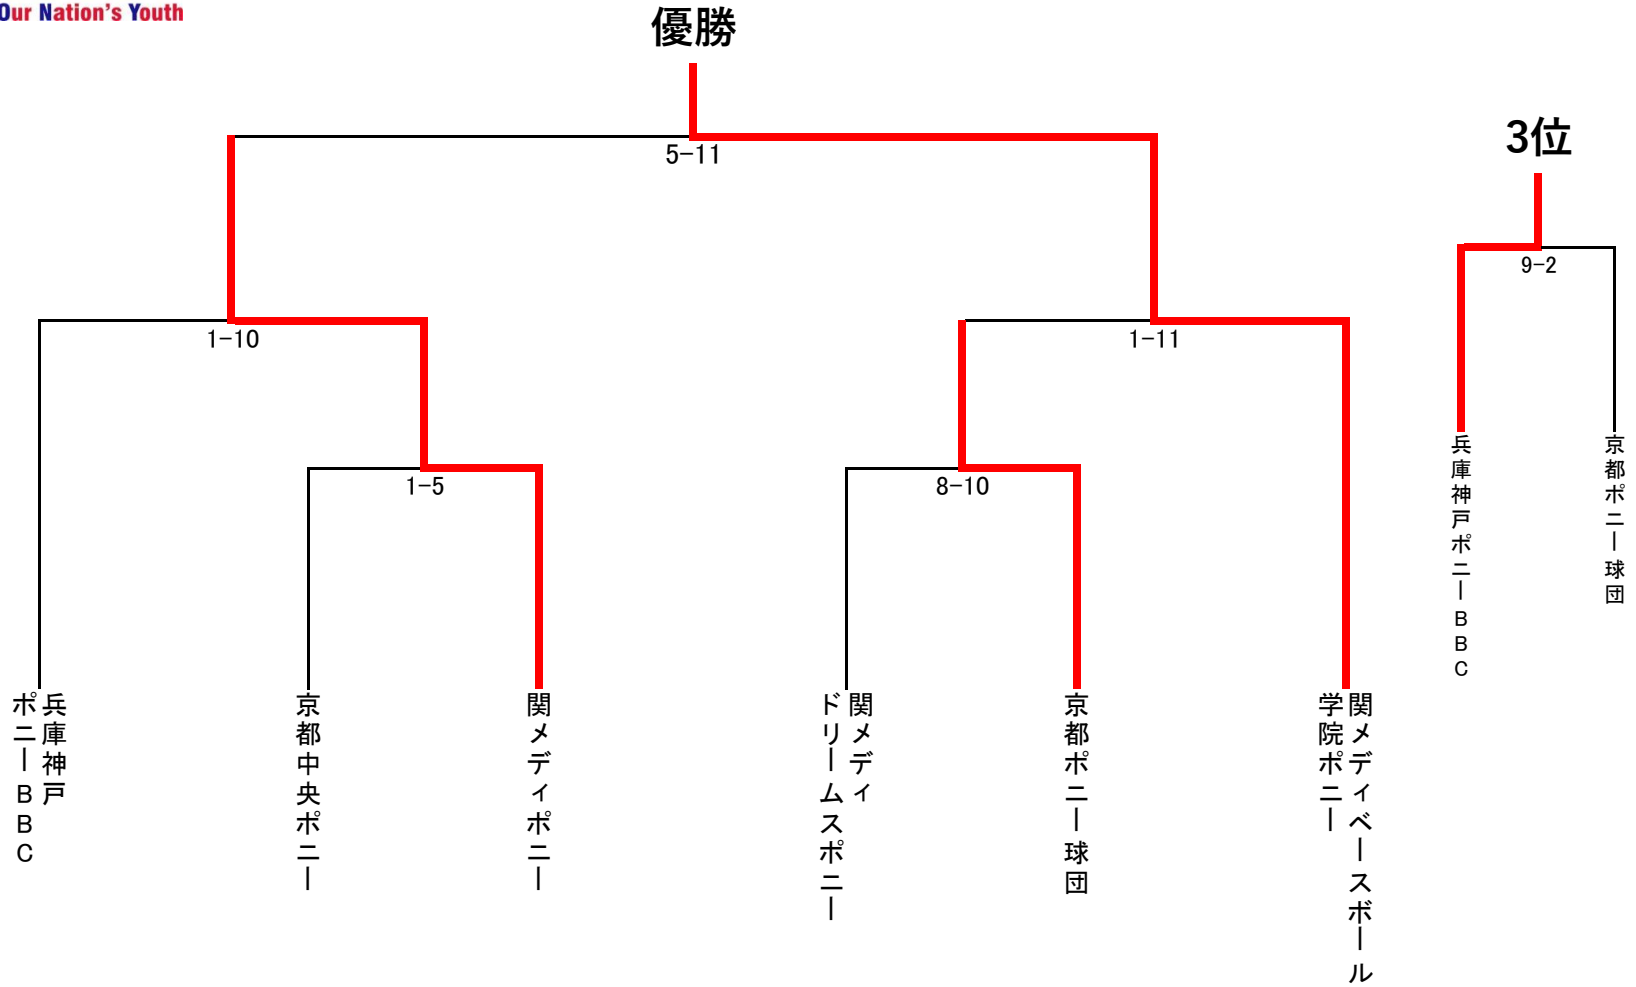 Our Nation's Youth
優勝
5-11
3位
9-2
1-10
1-11
1-5
8-10
兵庫神戸ポニーBBC
京都ポニー球団
兵庫神戸
ポニーBBC
京都中央ポニー
関メディポニー
関メディ
ドリームスポニー
京都ポニー球団
関メディベースボール
学院ポニー